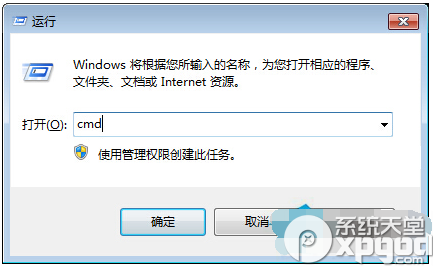 运行
Windows 将根据您所输入的名称，为您打开相应的程序、
文件夹、文档或 Internet 资源。
打开(O): cmd
使用管理权限创建此任务。
确定
取消
系统天堂
xpgod